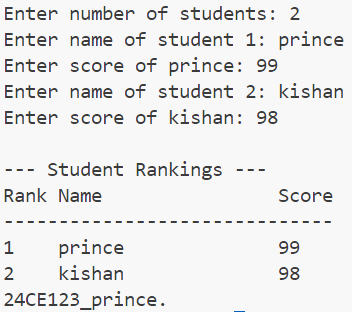 Enter number of students: 2
Enter name of student 1: prince
Enter score of prince: 99
Enter name of student 2: kishan
Enter score of kishan: 98

--- Student Rankings ---
Rank Name                Score
------------------------------
1    prince              99
2    kishan              98
24CE123_prince.      _